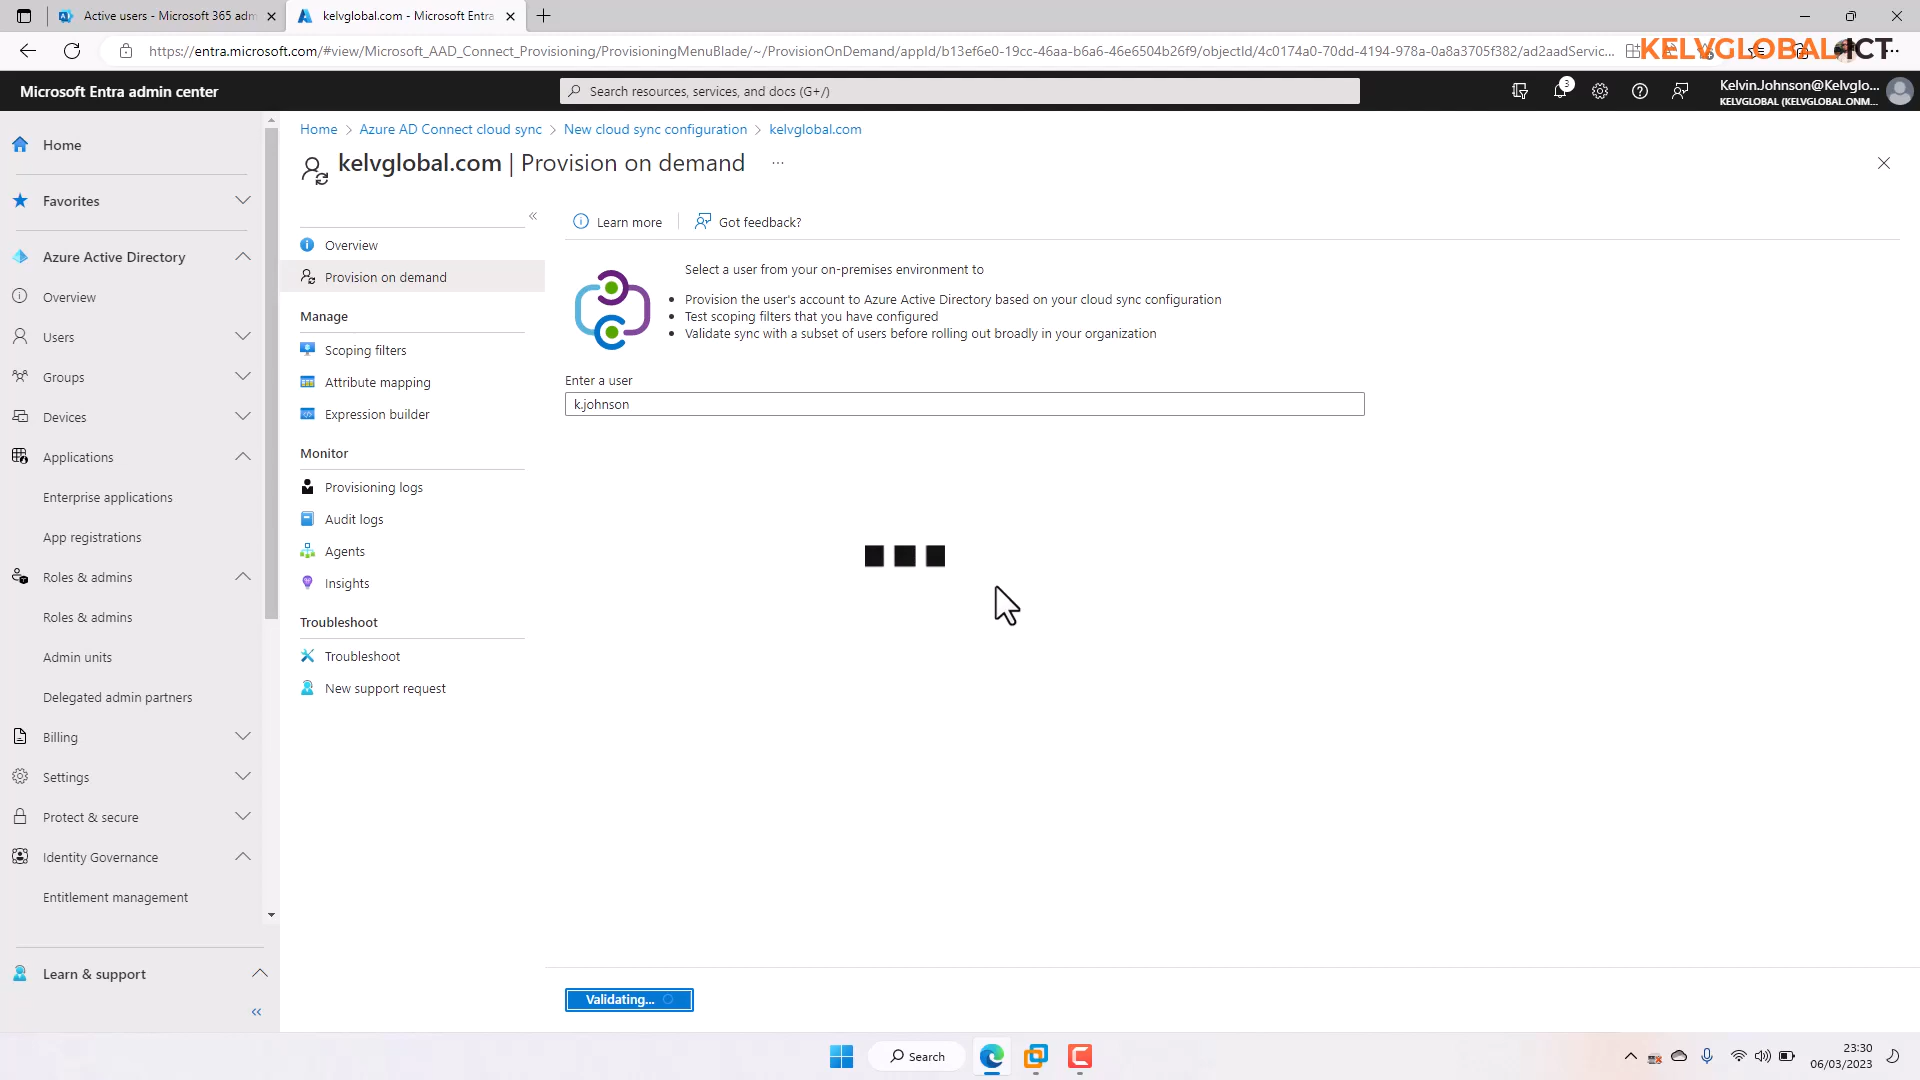 Active users - Microsoft 365 adm
kelvglobal.com - Microsoft Entra
https://entra.microsoft.com/#view/Microsoft_AAD_Connect_Provisioning/ProvisioningMenuBlade/~/ProvisionOnDemand/appId/b13ef6e0-19cc-46aa-b6a6-46e6504b26f9/objectId/4c0174a0-70dd-4194-978a-0a8a3705f382/ad2aadServic...
KELVGLOBAL ICT
Microsoft Entra admin center
Search resources, services, and docs (G+/)
3
Kelvin.Johnson@Kelvglo...
KELVGLOBAL (KELVGLOBAL.ONM...
Home
Favorites
Azure Active Directory
Overview
Users
Groups
Devices
Applications
Enterprise applications
App registrations
Roles & admins
Roles & admins
Admin units
Delegated admin partners
Billing
Settings
Protect & secure
Identity Governance
Entitlement management
Learn & support
Home > Azure AD Connect cloud sync > New cloud sync configuration > kelvglobal.com
kelvglobal.com | Provision on demand ...
Overview
Provision on demand
Manage
Scoping filters
Attribute mapping
Expression builder
Monitor
Provisioning logs
Audit logs
Agents
Insights
Troubleshoot
Troubleshoot
New support request
Learn more
Got feedback?
Select a user from your on-premises environment to
• Provision the user's account to Azure Active Directory based on your cloud sync configuration
• Test scoping filters that you have configured
• Validate sync with a subset of users before rolling out broadly in your organization
Enter a user
k.johnson
Validating...
Search
23:30
06/03/2023